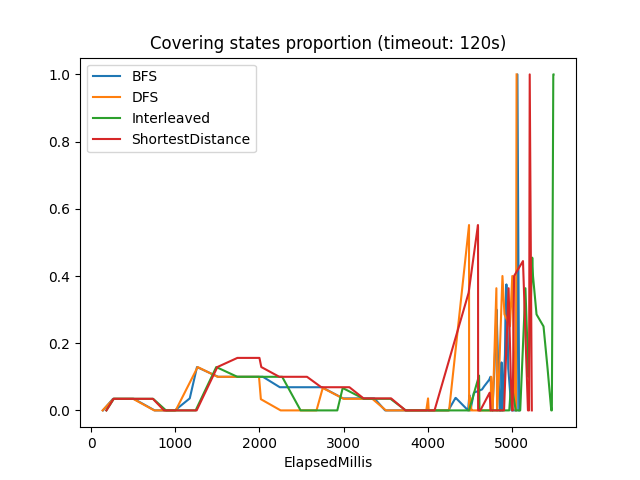 Covering states proportion (timeout: 120s)
BFS
DFS
Interleaved
ShortestDistance
1.0
0.8
0.6
0.4
0.2
0.0
0 1000 2000 3000 4000 5000
ElapsedMillis